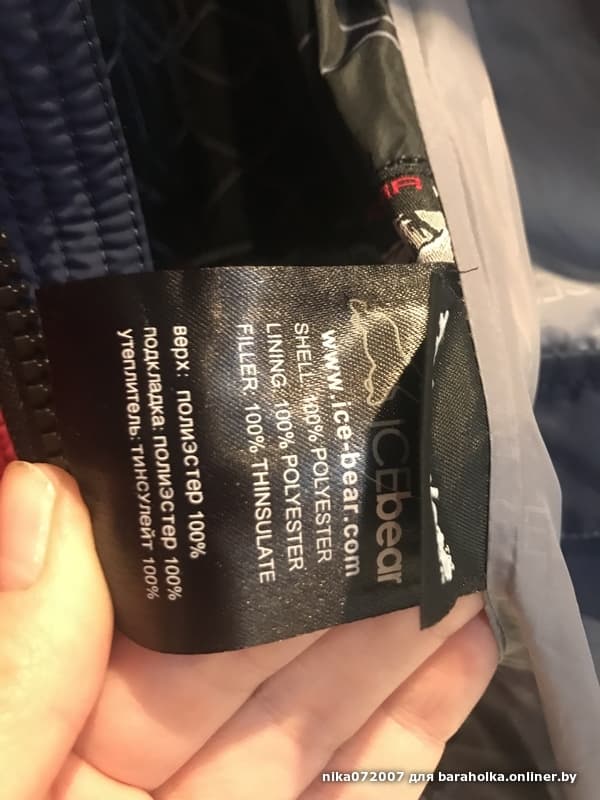 ICEbear
www.ice-bear.com
SHELL: 100% POLYESTER
LINING: 100% POLYESTER
FILLER: 100% THINSULATE
верх: полиэстер 100%
подкладка: полиэстер 100%
утеплитель: тинсулейт 100%
nika072007 для baraholka.onliner.by